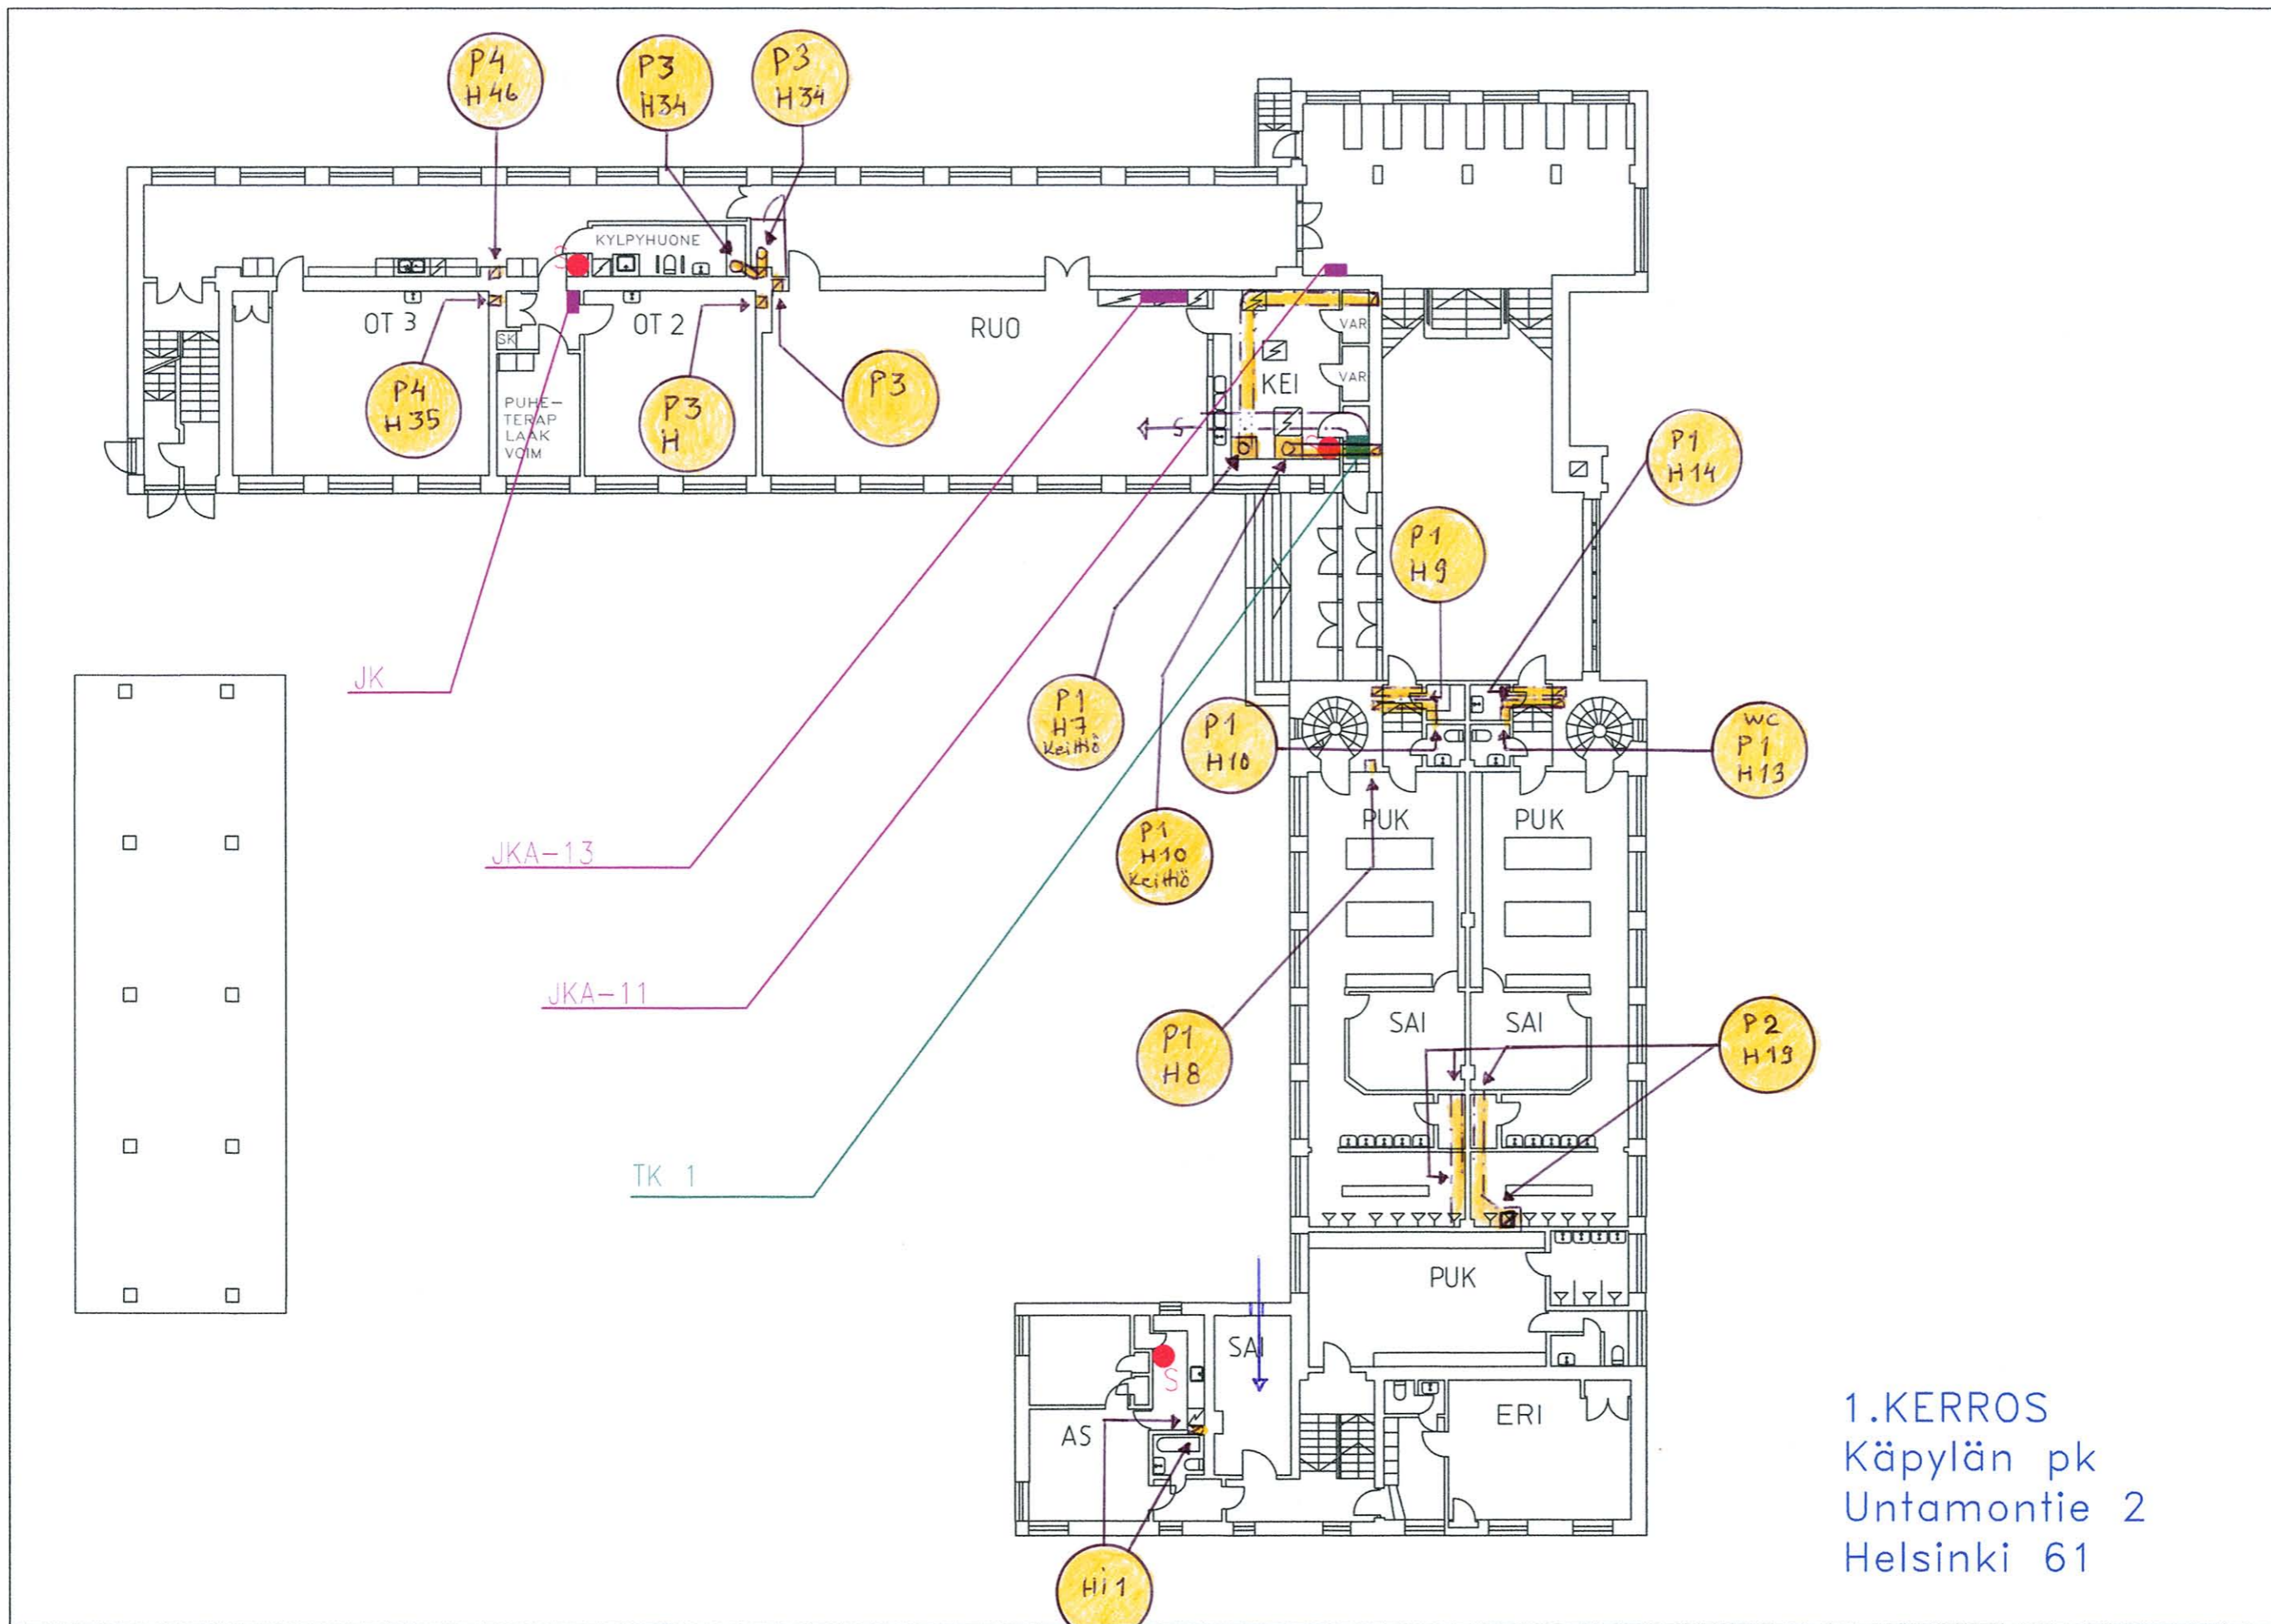 P4
H46
P3
H34
P3
H34
S
KYLPYHUONE
OT 3
SK
OT 2
RUO
VAR
VAR
KEI
S
S
P4
H35
PUHE-
TERAP
LÄÄK
VOIM
P3
H
P3
P1
H14
P1
H9
JK
P1
H7
Keittiö
P1
H10
WC
P1
H13
JKA-13
P1
H10
Keittiö
PUK
PUK
JKA-11
SAI
SAI
P1
H8
P2
H19
TK 1
PUK
SAI
S
AS
ERI
Hi1
1.KERROS
Käpylän pk
Untamontie 2
Helsinki 61